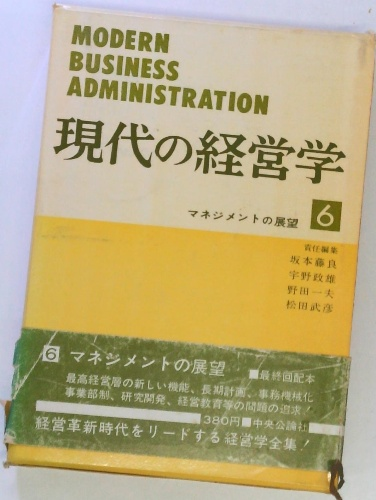 MODERN
BUSINESS
ADMINISTRATION
現代の経営学
マネジメントの展望 6
責任編集
坂本藤良
宇野政雄
野田一夫
松田武彦
6 マネジメントの展望 ■最終回配本
最高経営層の新しい機能、長期計画、事務機械化
事業部制、研究開発、経営教育等の問題の追求!
380円■中央公論社
経営革新時代をリードする経営学全集!